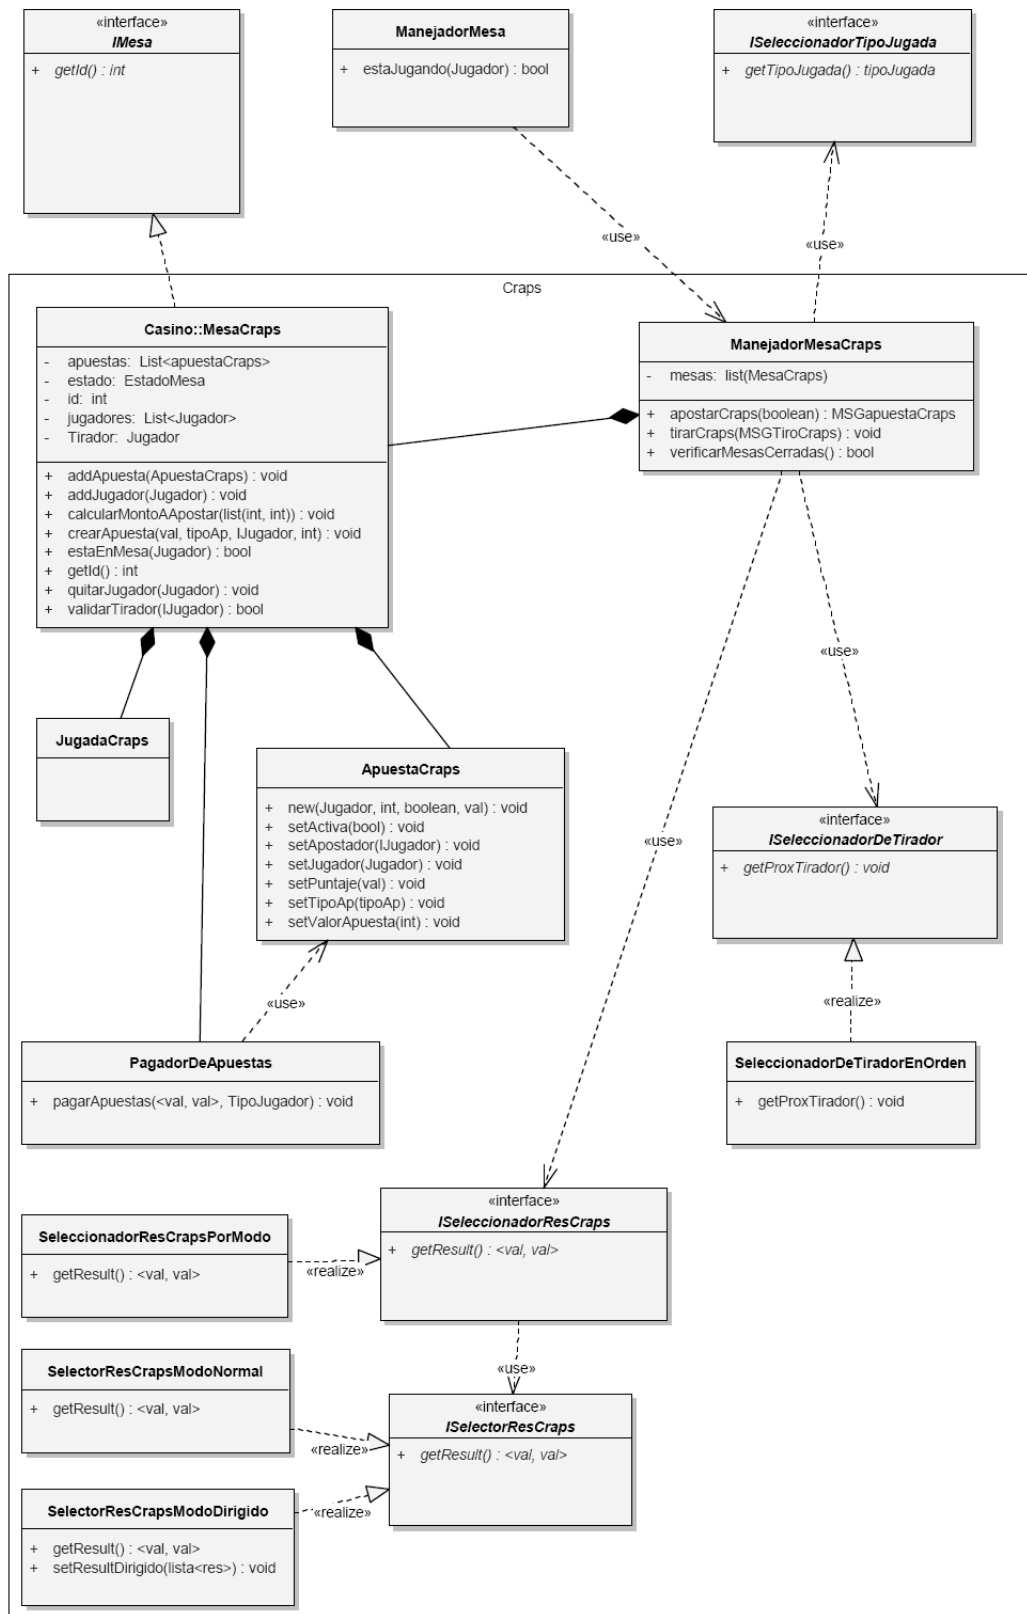 «interface»
IMesa
+ getId() : int
ManejadorMesa
+ estaJugando(Jugador) : bool
«interface»
ISeleccionadorTipoJugada
+ getTipoJugada() : tipoJugada
«use»
«use»
Craps
Casino::MesaCraps
- apuestas: List<apuestaCraps>
- estado: EstadoMesa
- id: int
- jugadores: List<Jugador>
- Tirador: Jugador
+ addApuesta(ApuestaCraps) : void
+ addJugador(Jugador) : void
+ calcularMontoAApostar(list(int, int)) : void
+ crearApuesta(val, tipoAp, IJugador, int) : void
+ estaEnMesa(Jugador) : bool
+ getId() : int
+ quitarJugador(Jugador) : void
+ validarTirador(IJugador) : bool
ManejadorMesaCraps
- mesas: list(MesaCraps)
+ apostarCraps(boolean) : MSGapuestaCraps
+ tirarCraps(MSGTiroCraps) : void
+ verificarMesasCerradas() : bool
«use»
JugadaCraps
ApuestaCraps
+ new(Jugador, int, boolean, val) : void
+ setActiva(bool) : void
+ setApostador(IJugador) : void
+ setJugador(Jugador) : void
+ setPuntaje(val) : void
+ setTipoAp(tipoAp) : void
+ setValorApuesta(int) : void
«use»
«interface»
ISeleccionadorDeTirador
+ getProxTirador() : void
«use»
«realize»
PagadorDeApuestas
+ pagarApuestas(<val, val>, TipoJugador) : void
SeleccionadorDeTiradorEnOrden
+ getProxTirador() : void
«interface»
ISeleccionadorResCraps
+ getResult() : <val, val>
SeleccionadorResCrapsPorModo
+ getResult() : <val, val>
«realize»
«use»
SelectorResCrapsModoNormal
+ getResult() : <val, val>
«realize»
«interface»
ISelectorResCraps
+ getResult() : <val, val>
SelectorResCrapsModoDirigido
+ getResult() : <val, val>
+ setResultDirigido(lista<res>) : void
«realize»